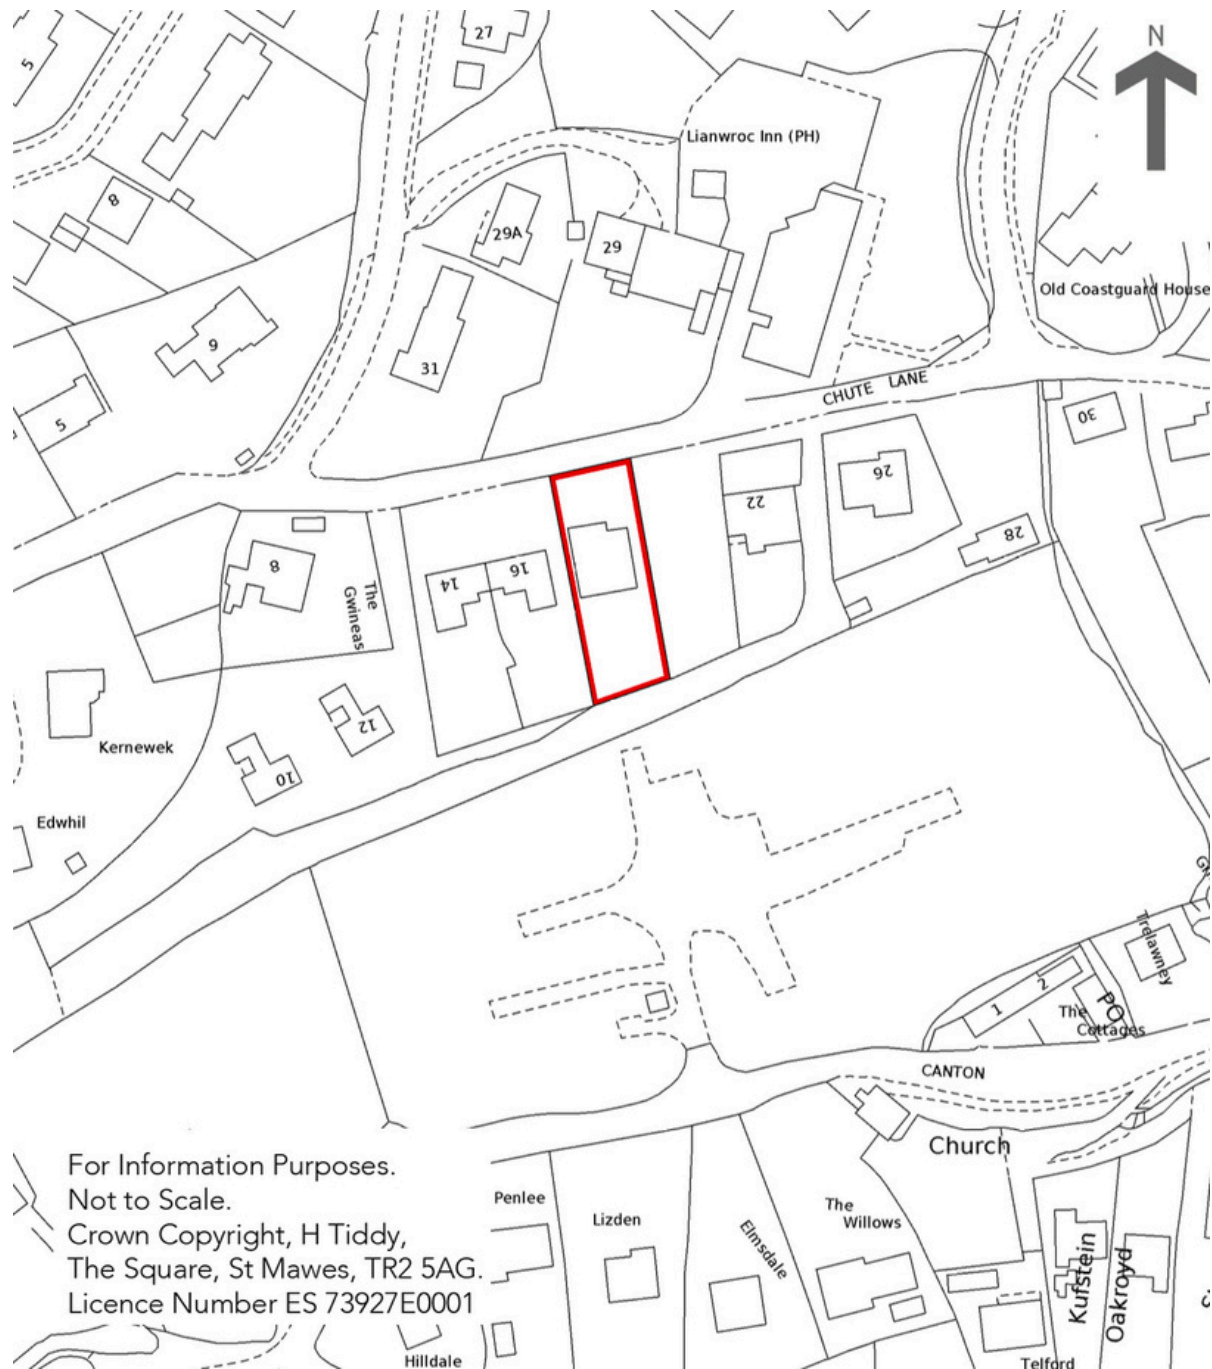 27
N
5
Lianwroc Inn (PH)
8
29A
29
Old Coastguard House
9
31
5
CHUTE LANE
30
26
22
28
8
14
16
The
Gwineas
12
Kernewek
10
Edwhil
Trelawney
1 2
PO
The
Cottages
CANTON
Church
For Information Purposes.
Not to Scale.
Crown Copyright, H Tiddy,
The Square, St Mawes, TR2 5AG.
Licence Number ES 73927E0001
Penlee
Lizden
Elmsdale
The
Willows
Kufstein
Oakroyd
Hilldale
Telford